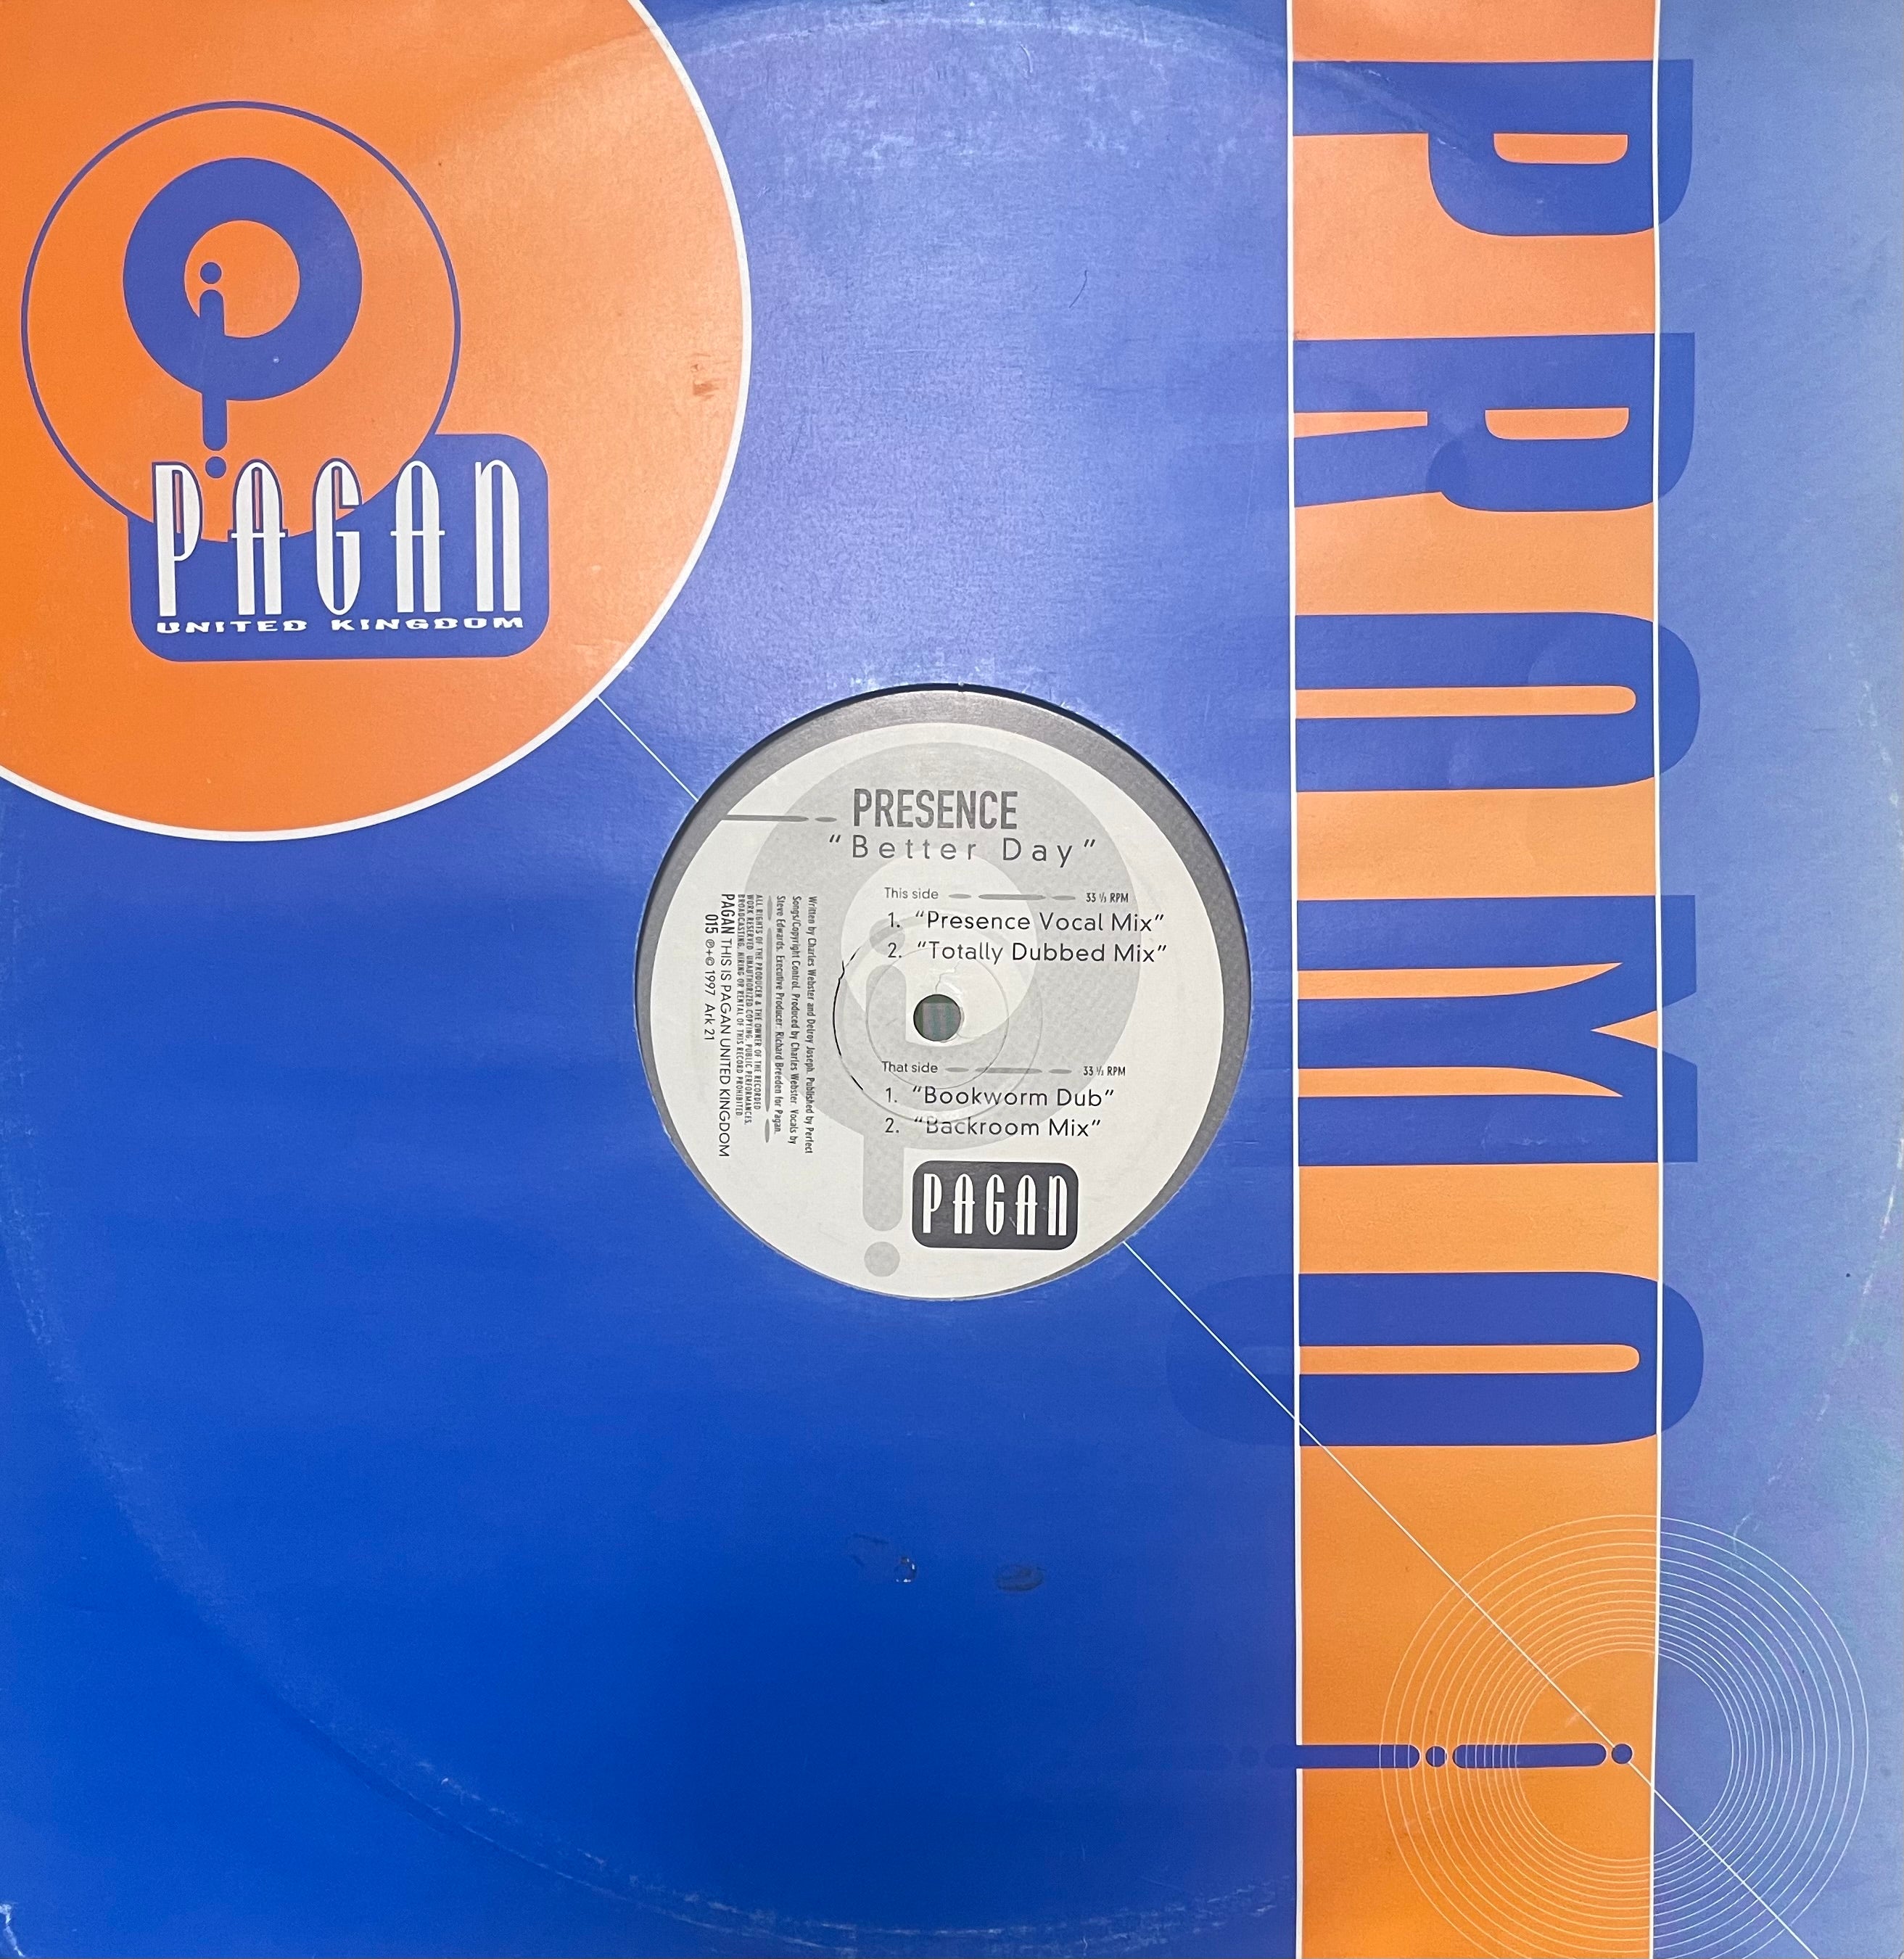 PAGAN
UNITED KINGDOM
PROMO
PRESENCE
“Better Day”
This side 33 ⅓ RPM
1. “Presence Vocal Mix”
2. “Totally Dubbed Mix”
That side 33 ⅓ RPM
1. “Bookworm Dub”
2. “Backroom Mix”
PAGAN
Written by Charles Webster and Delroy Joseph. Published by Perfect
Songs/Copyright Control. Produced by Charles Webster. Vocals by
Steve Edwards. Executive Producer: Richard Breeden for Pagan.
ALL RIGHTS OF THE PRODUCER & THE OWNER OF THE RECORDED
WORK RESERVED. UNAUTHORIZED COPYING, PUBLIC PERFORMANCES,
BROADCASTING, HIRING OR RENTAL OF THIS RECORD PROHIBITED
PAGAN THIS IS PAGAN UNITED KINGDOM
015 ℗+© 1997 Ark 21